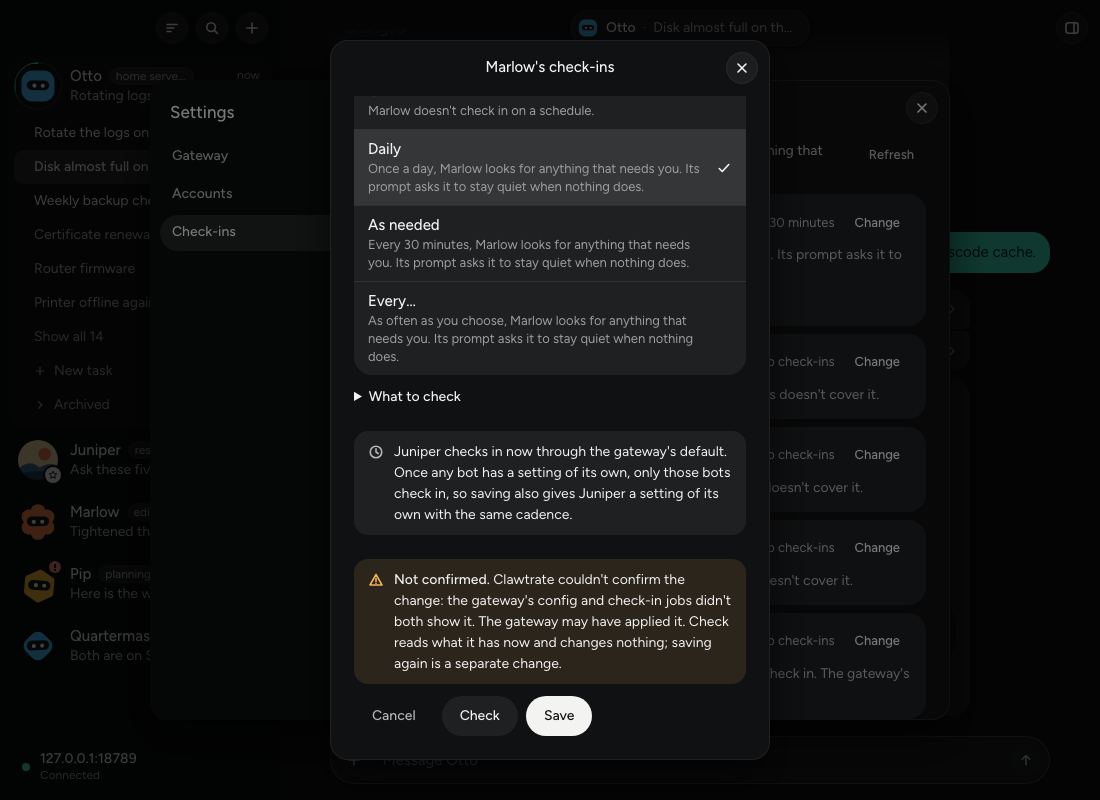 Otto · Disk almost full on th...
Otto home serve... now
Rotating logs
Rotate the logs on
Disk almost full on
Weekly backup che
Certificate renewa
Router firmware
Printer offline agai
Show all 14
+ New task
Archived
Juniper res
Ask these fiv
Marlow edi
Tightened th
Pip planning
Here is the w
Quartermas
Both are on S
127.0.0.1:18789
Connected
Settings
Gateway
Accounts
Check-ins
Marlow's check-ins
Marlow doesn't check in on a schedule.
Daily
Once a day, Marlow looks for anything that needs you. Its
prompt asks it to stay quiet when nothing does.
As needed
Every 30 minutes, Marlow looks for anything that needs
you. Its prompt asks it to stay quiet when nothing does.
Every...
As often as you choose, Marlow looks for anything that
needs you. Its prompt asks it to stay quiet when nothing
does.
What to check
Juniper checks in now through the gateway's default.
Once any bot has a setting of its own, only those bots
check in, so saving also gives Juniper a setting of its
own with the same cadence.
Not confirmed. Clawtrate couldn't confirm the
change: the gateway's config and check-in jobs didn't
both show it. The gateway may have applied it. Check
reads what it has now and changes nothing; saving
again is a separate change.
Cancel
Check
Save
ning that
Refresh
30 minutes Change
. Its prompt asks it to
o check-ins Change
s doesn't cover it.
o check-ins Change
doesn't cover it.
o check-ins Change
esn't cover it.
o check-ins Change
heck in. The gateway's
scode cache.
Message Otto